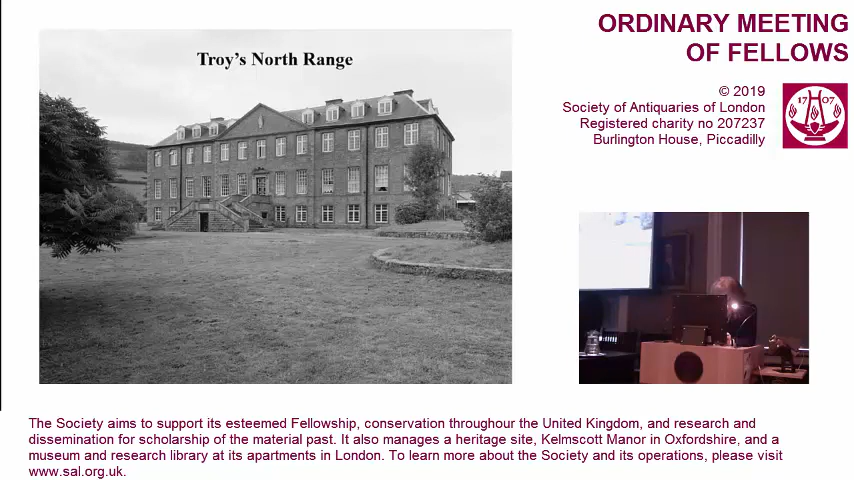 Troy's North Range
ORDINARY MEETING
OF FELLOWS
© 2019
Society of Antiquaries of London
Registered charity no 207237
Burlington House, Piccadilly
17 07
The Society aims to support its esteemed Fellowship, conservation throughour the United Kingdom, and research and
dissemination for scholarship of the material past. It also manages a heritage site, Kelmscott Manor in Oxfordshire, and a
museum and research library at its apartments in London. To learn more about the Society and its operations, please visit
www.sal.org.uk.